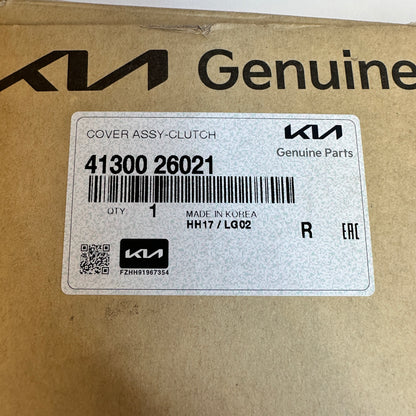 KIA Genuine
COVER ASSY-CLUTCH
KIA
Genuine Parts
41300 26021
QTY 1 MADE IN KOREA
HH17 / LG02
R EAC
KIA
FZHH91967354